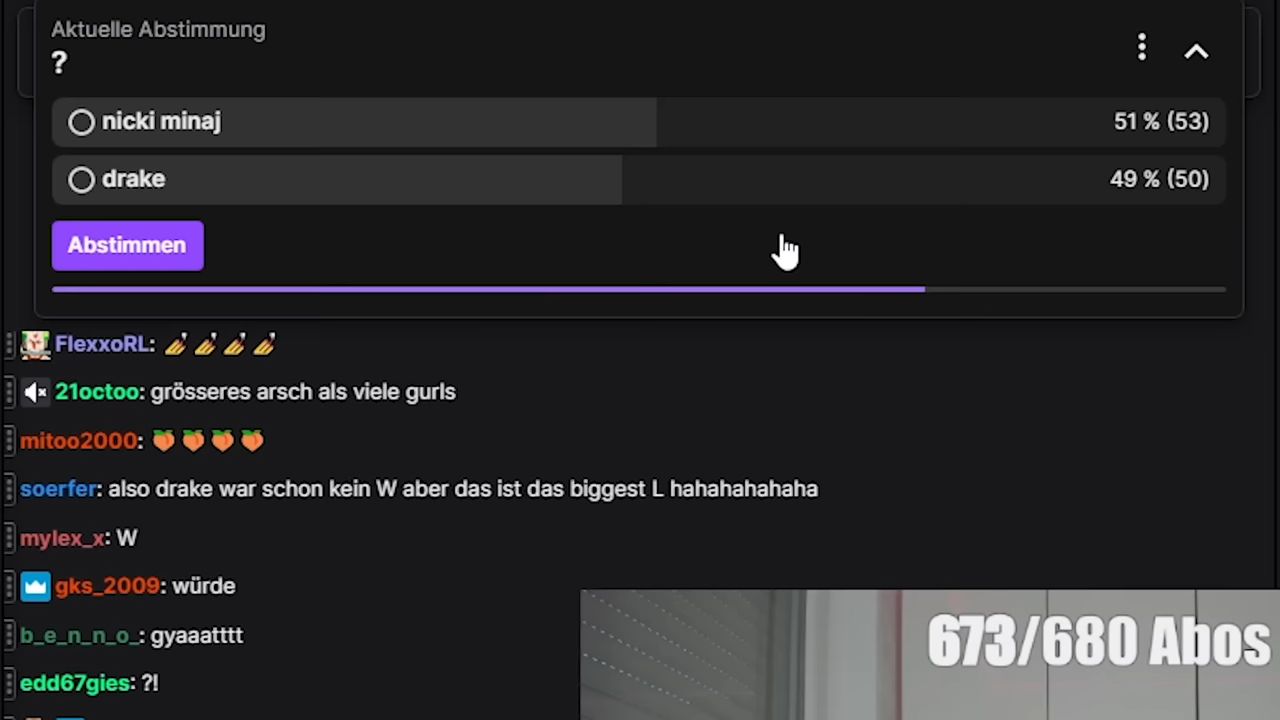 Aktuelle Abstimmung
?
nicki minaj 51 % (53)
drake 49 % (50)
Abstimmen
FlexxoRL: 💅💅💅💅
21octoo: grösseres arsch als viele gurls
mitoo2000: 🍑🍑🍑🍑
soerfer: also drake war schon kein W aber das ist das biggest L hahahahahaha
mylex_x: W
gks_2009: würde
b_e_n_n_o_: gyaaatttt
edd67gies: ?!
673/680 Abos